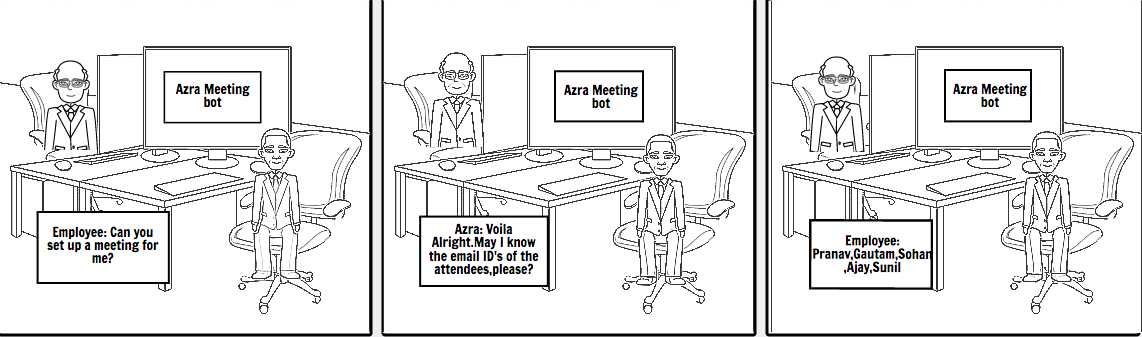 Azra Meeting
bot
Employee: Can you
set up a meeting for
me?
Azra Meeting
bot
Azra: Voila
Alright.May I know
the email ID's of the
attendees,please?
Azra Meeting
bot
Employee:
Pranav,Gautam,Sohan
,Ajay,Sunil